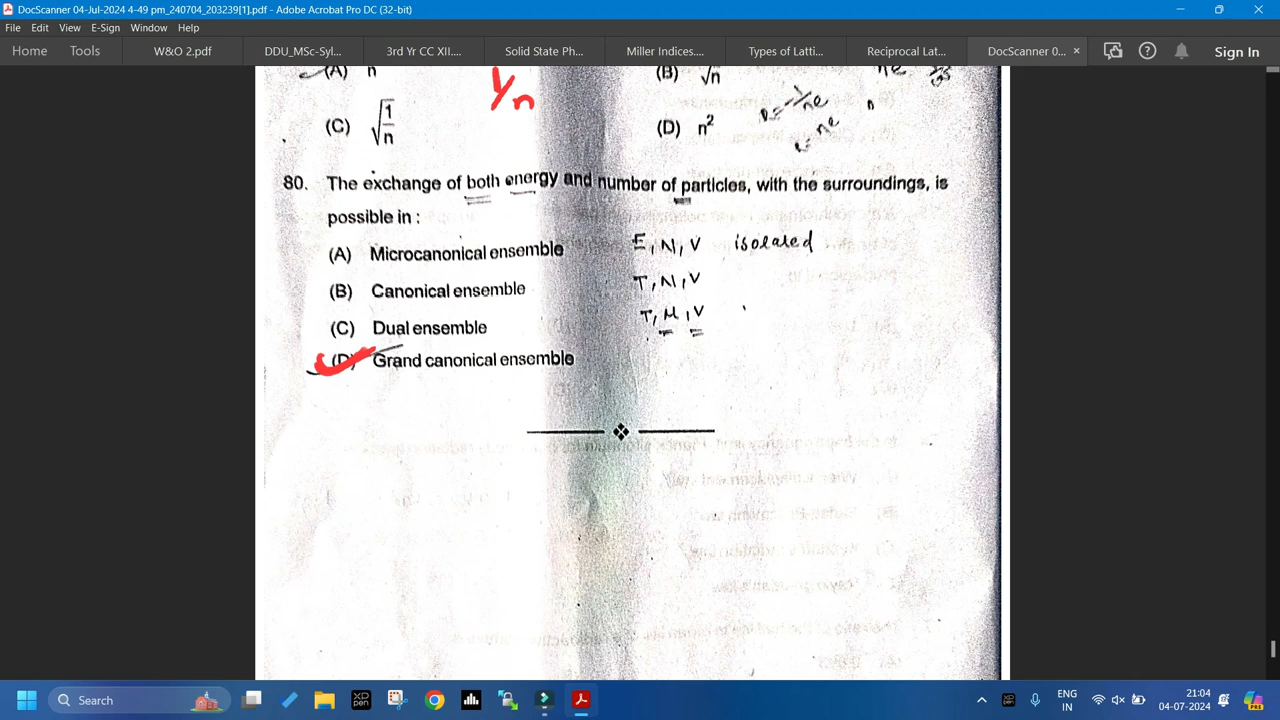 DocScanner 04-Jul-2024 4-49 pm_240704_203239[1].pdf - Adobe Acrobat Pro DC (32-bit)
File Edit View E-Sign Window Help
Home Tools W&O 2.pdf DDU_MSc-Syl... 3rd Yr CC XII.... Solid State Ph... Miller Indices.... Types of Latti... Reciprocal Lat... DocScanner 0... × Sign In
(A) n (B) √n
1/n
(C) √1/n (D) n²
80. The exchange of both energy and number of particles, with the surroundings, is
possible in :
(A) Microcanonical ensemble E, N, V isolated
(B) Canonical ensemble T, N, V
(C) Dual ensemble T, μ, V
(D) Grand canonical ensemble
Search
ENG
IN
21:04
04-07-2024